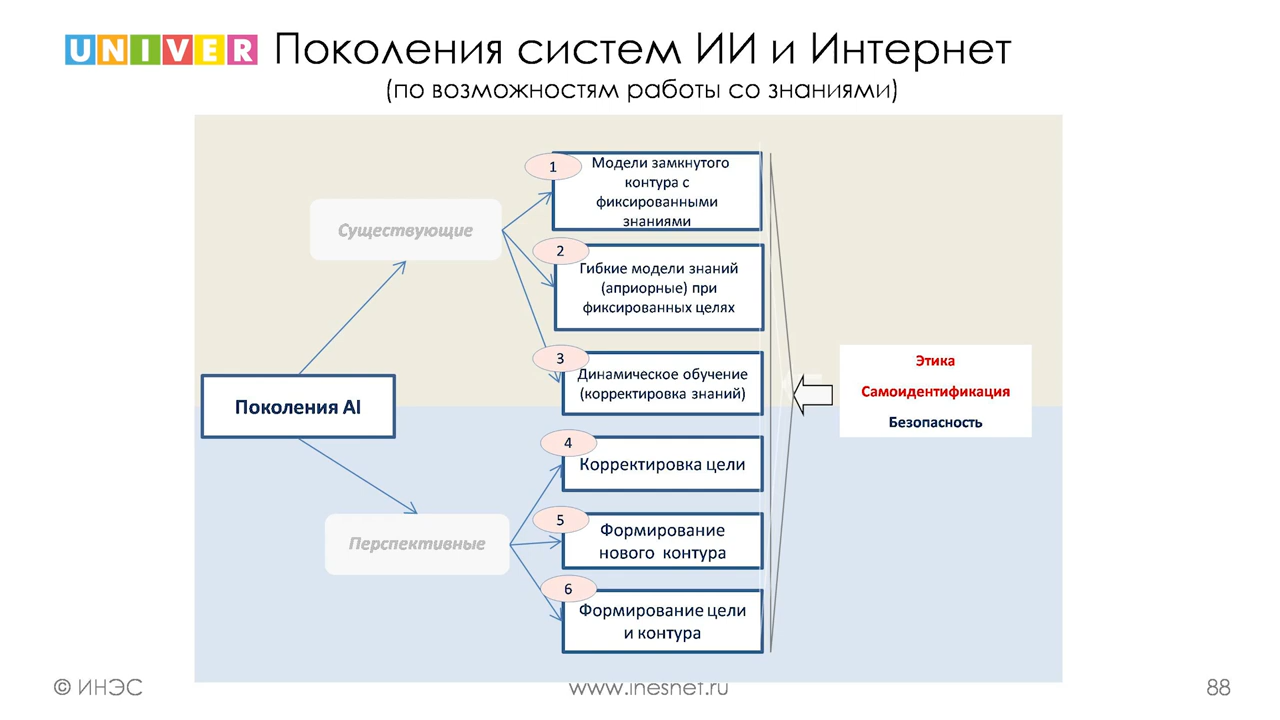 UNIVER Поколения систем ИИ и Интернет
(по возможностям работы со знаниями)
1
Модели замкнутого
контура с
фиксированными
знаниями
Существующие
2
Гибкие модели знаний
(априорные) при
фиксированных целях
3
Динамическое обучение
(корректировка знаний)
Этика
Самоидентификация
Безопасность
Поколения AI
4
Корректировка цели
5
Формирование
нового контура
Перспективные
6
Формирование цели
и контура
© ИНЭС
www.inesnet.ru
88